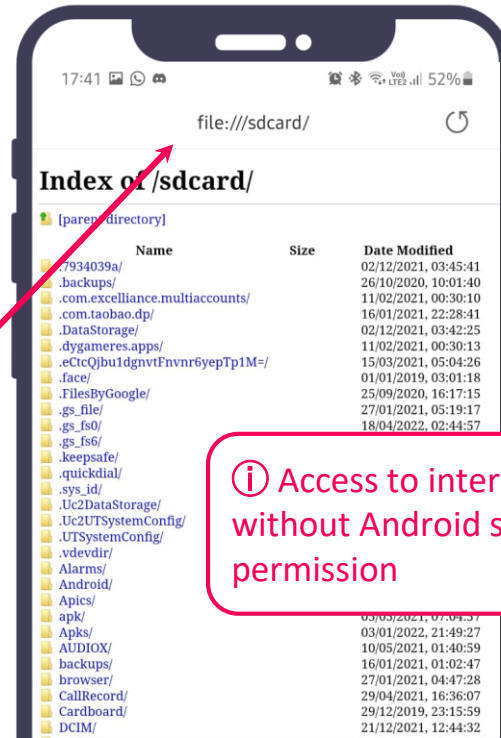 17:41 52%
file:///sdcard/
Index of /sdcard/
[parent directory]
Name Size Date Modified
.7934039a/ 02/12/2021, 03:45:41
.backups/ 26/10/2020, 10:01:40
.com.excelliance.multiaccounts/ 11/02/2021, 00:30:10
.com.taobao.dp/ 16/01/2021, 22:28:41
.DataStorage/ 02/12/2021, 03:42:25
.dygameres.apps/ 11/02/2021, 00:30:13
.eCtcQjbu1dgnvtFnvnr6yepTp1M=/ 15/03/2021, 05:04:26
.face/ 01/01/2019, 03:01:18
.FilesByGoogle/ 25/09/2020, 16:17:15
.gs_file/ 27/01/2021, 05:19:17
.gs_fs0/ 18/04/2022, 02:44:57
.gs_fs6/
.keepsafe/
.quickdial/
.sys_id/
.Uc2DataStorage/
.Uc2UTSystemConfig/
.UTSystemConfig/
.vdevdir/
Alarms/
Android/
Apics/
ⓘ Access to inter
without Android s
permission
apk/
Apks/ 03/01/2022, 21:49:27
AUDIOX/ 10/05/2021, 01:40:59
backups/ 16/01/2021, 01:02:47
browser/ 27/01/2021, 04:47:28
CallRecord/ 29/04/2021, 16:36:07
Cardboard/ 29/12/2019, 23:15:59
DCIM/ 21/12/2021, 12:44:32